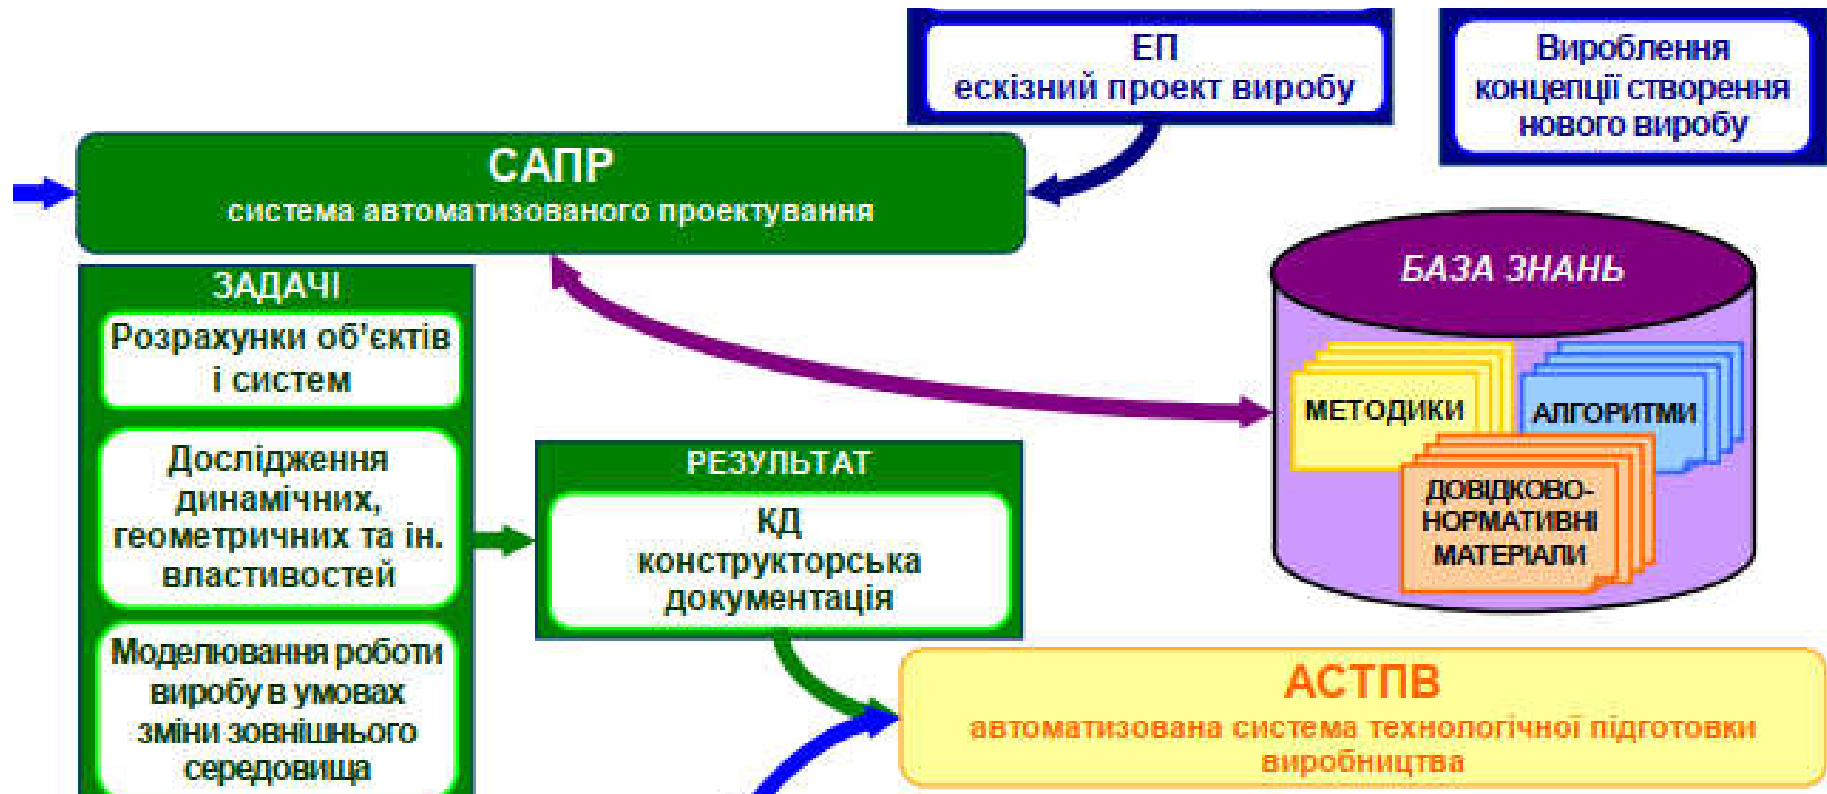 ЕП
ескізний проект виробу
Вироблення
концепції створення
нового виробу
САПР
система автоматизованого проектування
ЗАДАЧІ
Розрахунки об’єктів
і систем
Дослідження
динамічних,
геометричних та ін.
властивостей
Моделювання роботи
виробу в умовах
зміни зовнішнього
середовища
РЕЗУЛЬТАТ
КД
конструкторська
документація
БАЗА ЗНАНЬ
МЕТОДИКИ
АЛГОРИТМИ
ДОВІДКОВО-
НОРМАТИВНІ
МАТЕРІАЛИ
АСТПВ
автоматизована система технологічної підготовки
виробництва